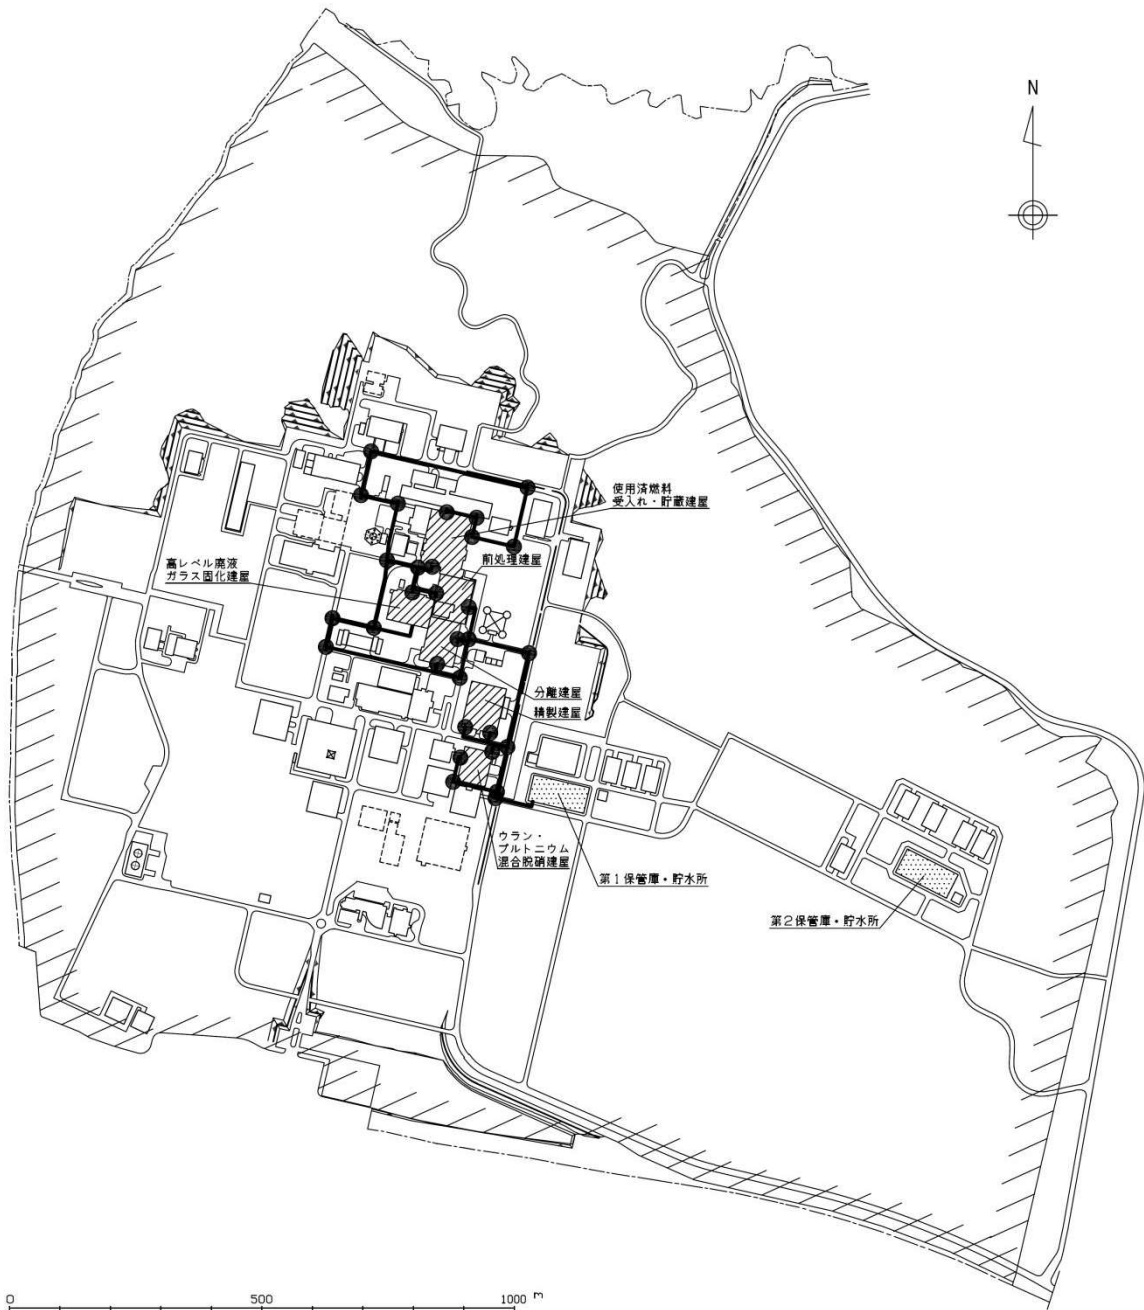 N
使用済燃料
受入れ・貯蔵建屋
前処理建屋
高レベル廃液
ガラス固化建屋
分離建屋
精製建屋
ウラン・
プルトニウム
混合脱硝建屋
第1保管庫・貯水所
第2保管庫・貯水所
0 500 1000 m